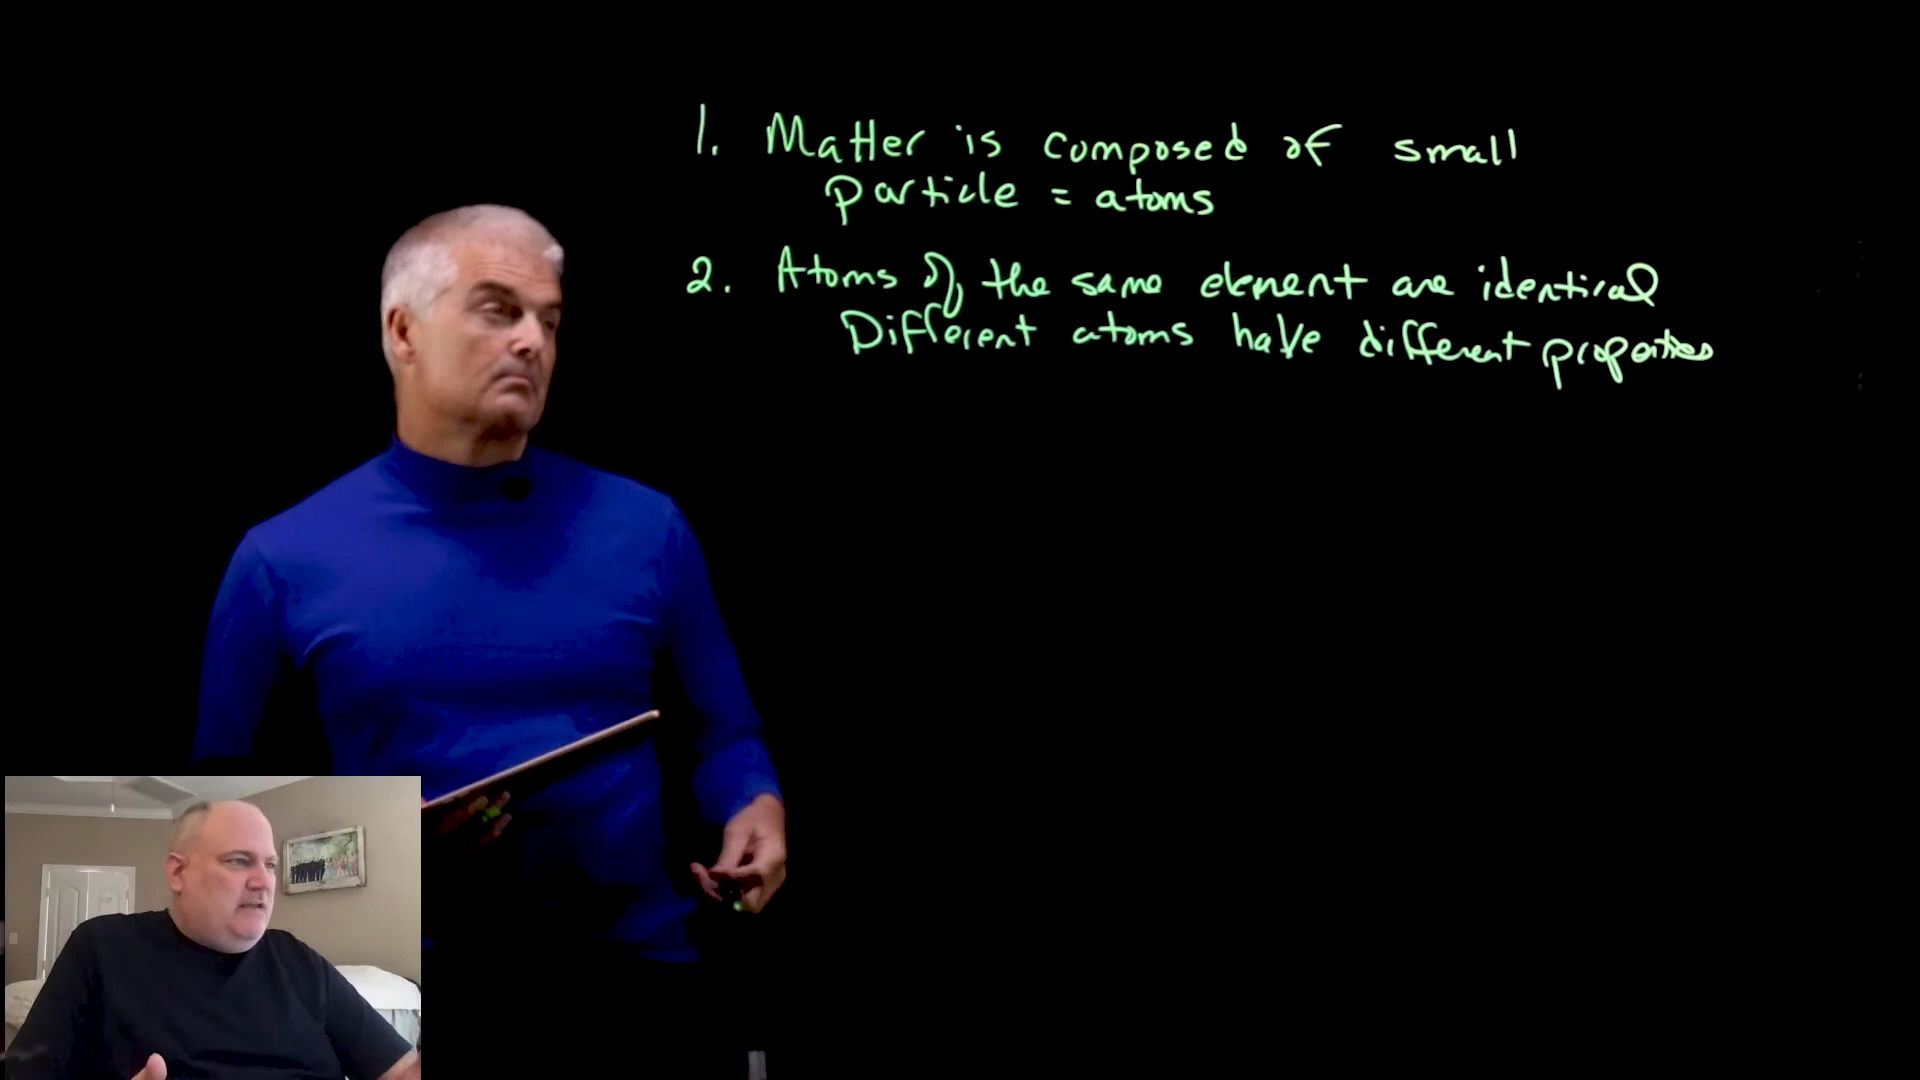 1. Matter is composed of small
particle = atoms
2. Atoms of the same element are identical
Different atoms have different properties